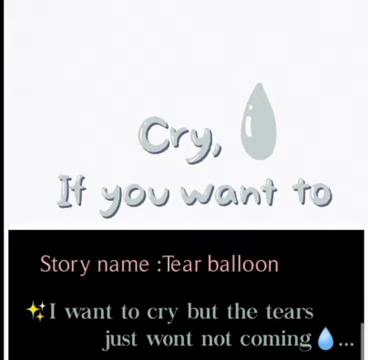 Cry,
If you want to
Story name :Tear balloon
✨I want to cry but the tears
just wont not coming💧...